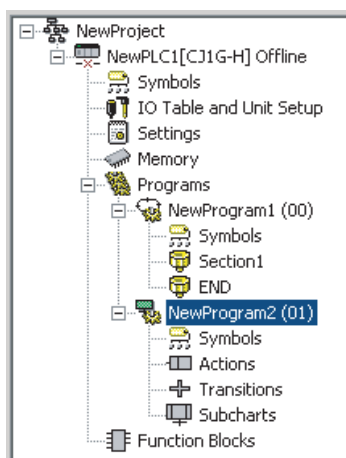 NewProject
NewPLC1[CJ1G-H] Offline
Symbols
IO Table and Unit Setup
Settings
Memory
Programs
NewProgram1 (00)
Symbols
Section1
END
NewProgram2 (01)
Symbols
Actions
Transitions
Subcharts
Function Blocks